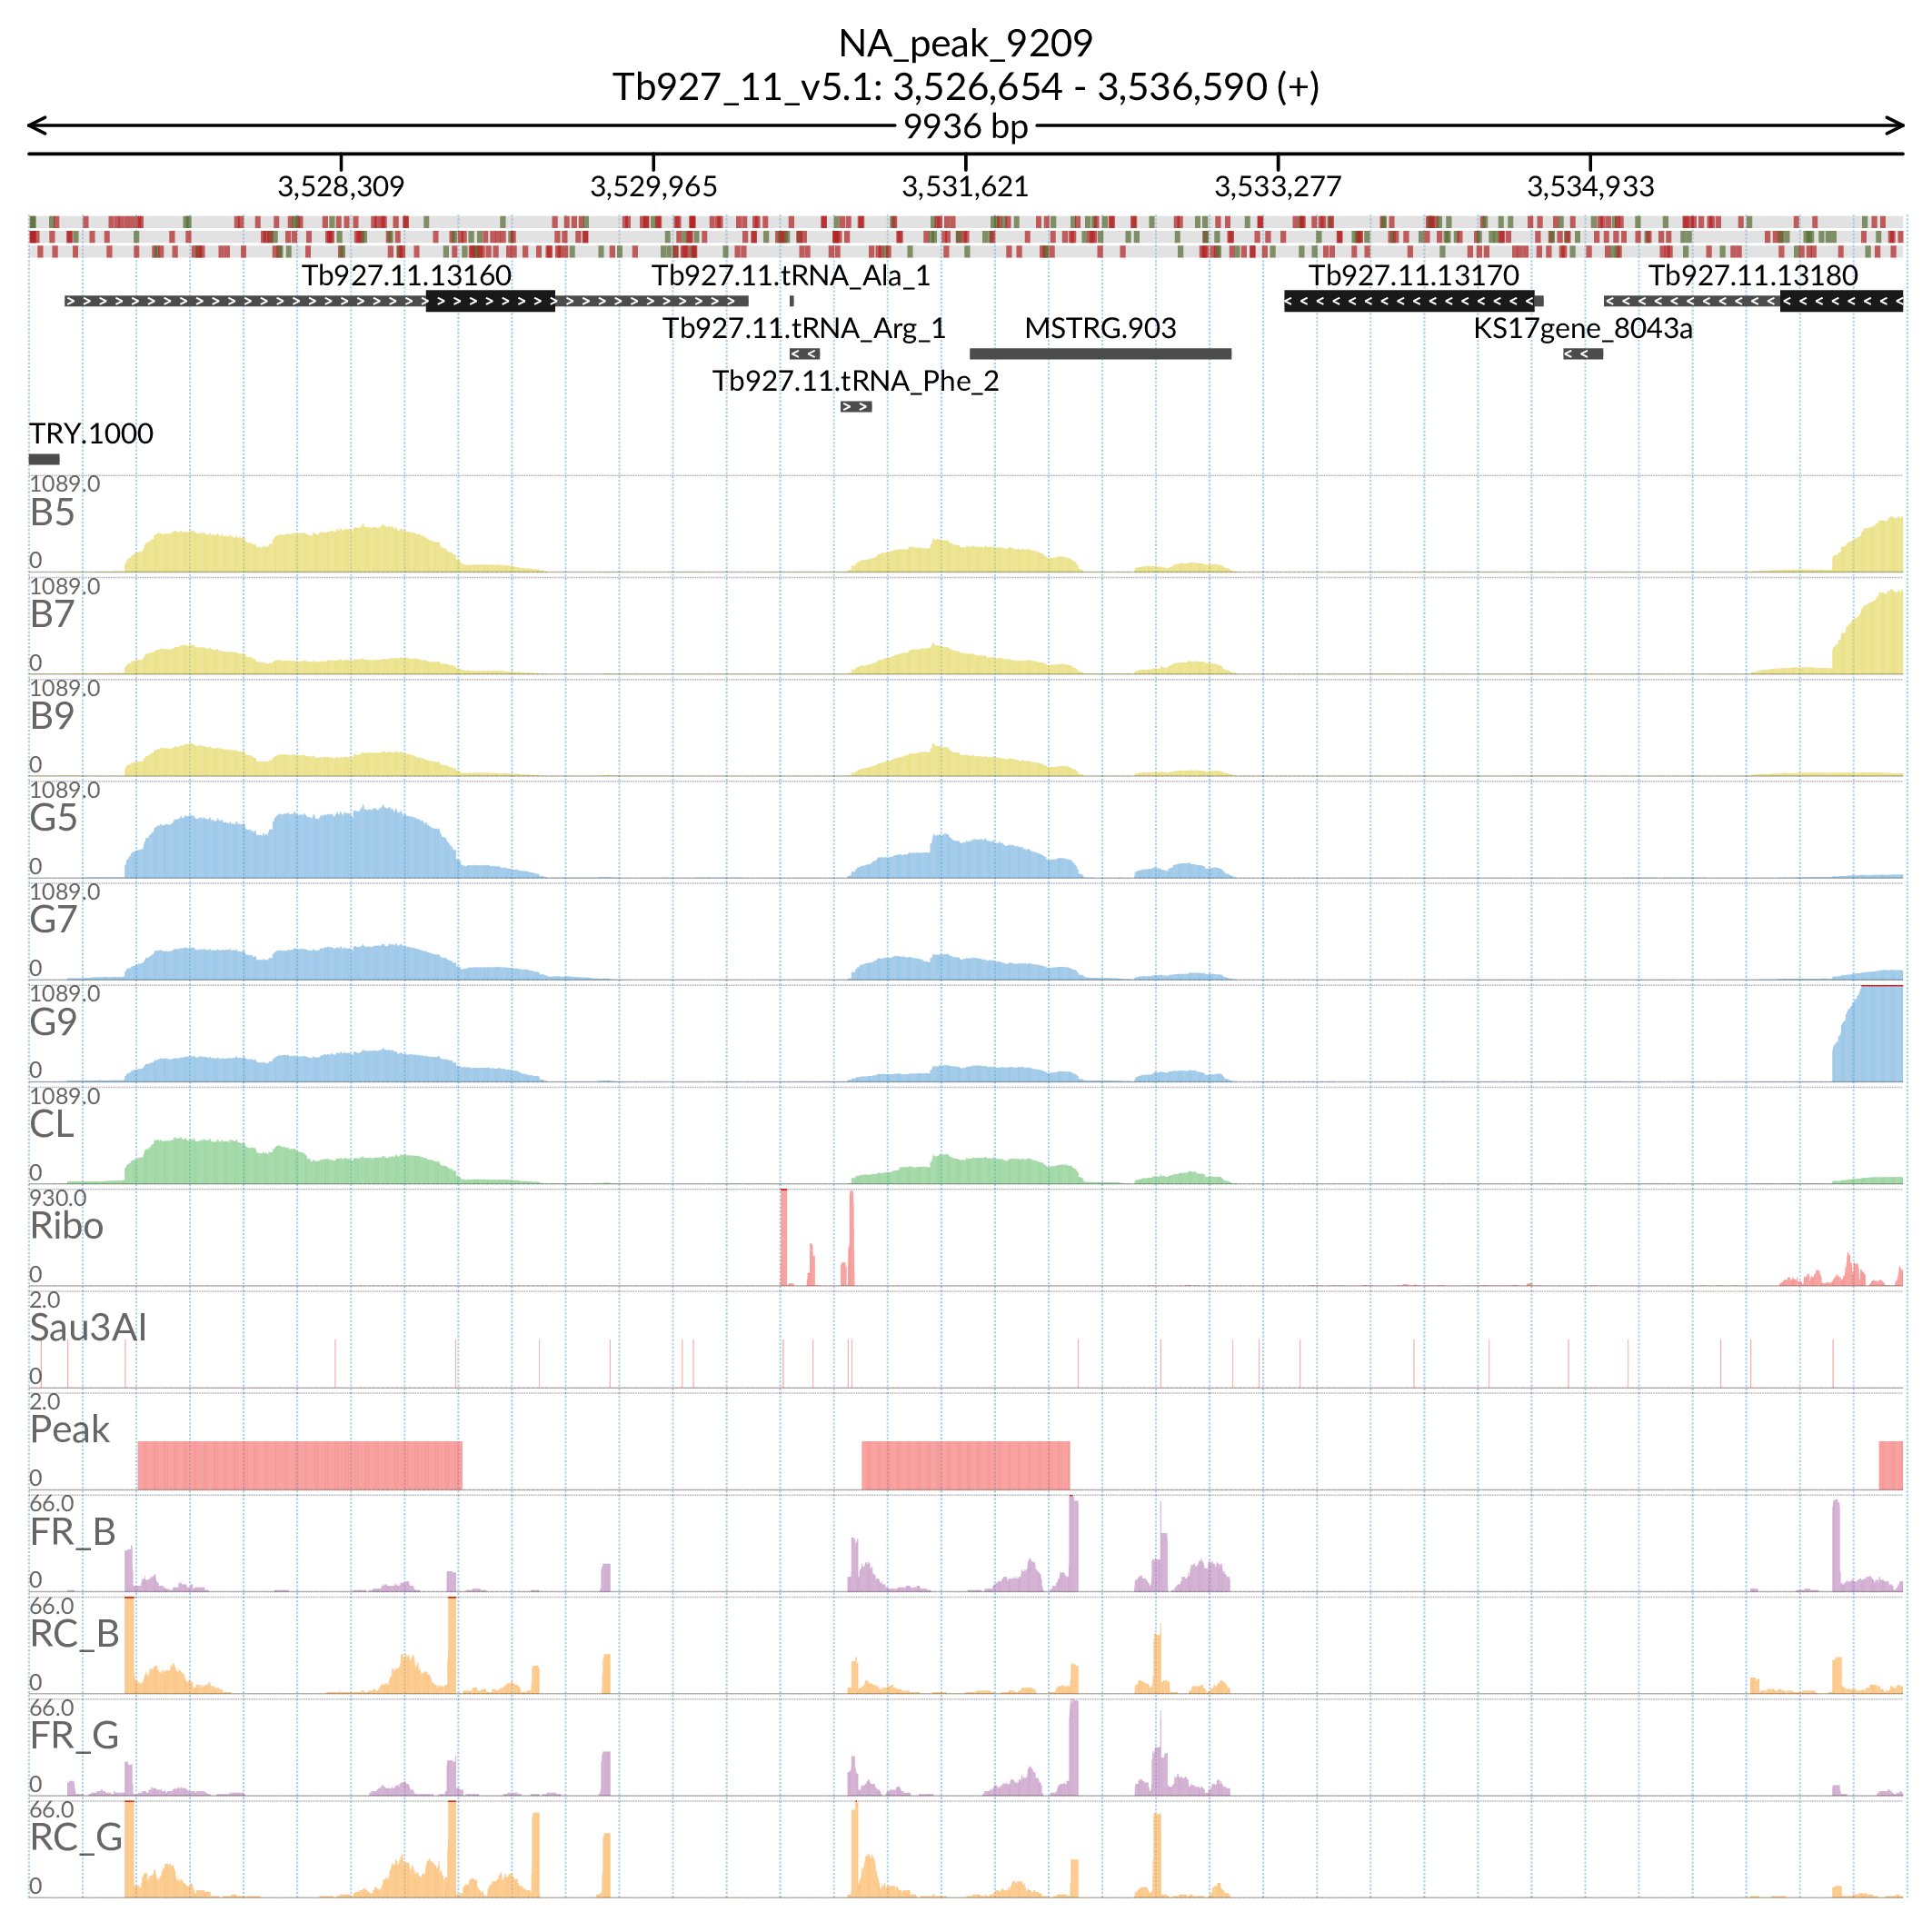 NA_peak_9209
Tb927_11_v5.1: 3,526,654 - 3,536,590 (+)
9936 bp
3,528,309 3,529,965 3,531,621 3,533,277 3,534,933
Tb927.11.13160 Tb927.11.tRNA_Ala_1 Tb927.11.13170 Tb927.11.13180
Tb927.11.tRNA_Arg_1 MSTRG.903 KS17gene_8043a
Tb927.11.tRNA_Phe_2
TRY.1000
1089.0
B5
0
1089.0
B7
0
1089.0
B9
0
1089.0
G5
0
1089.0
G7
0
1089.0
G9
0
1089.0
CL
0
930.0
Ribo
0
2.0
Sau3AI
0
2.0
Peak
0
66.0
FR_B
0
66.0
RC_B
0
66.0
FR_G
0
66.0
RC_G
0